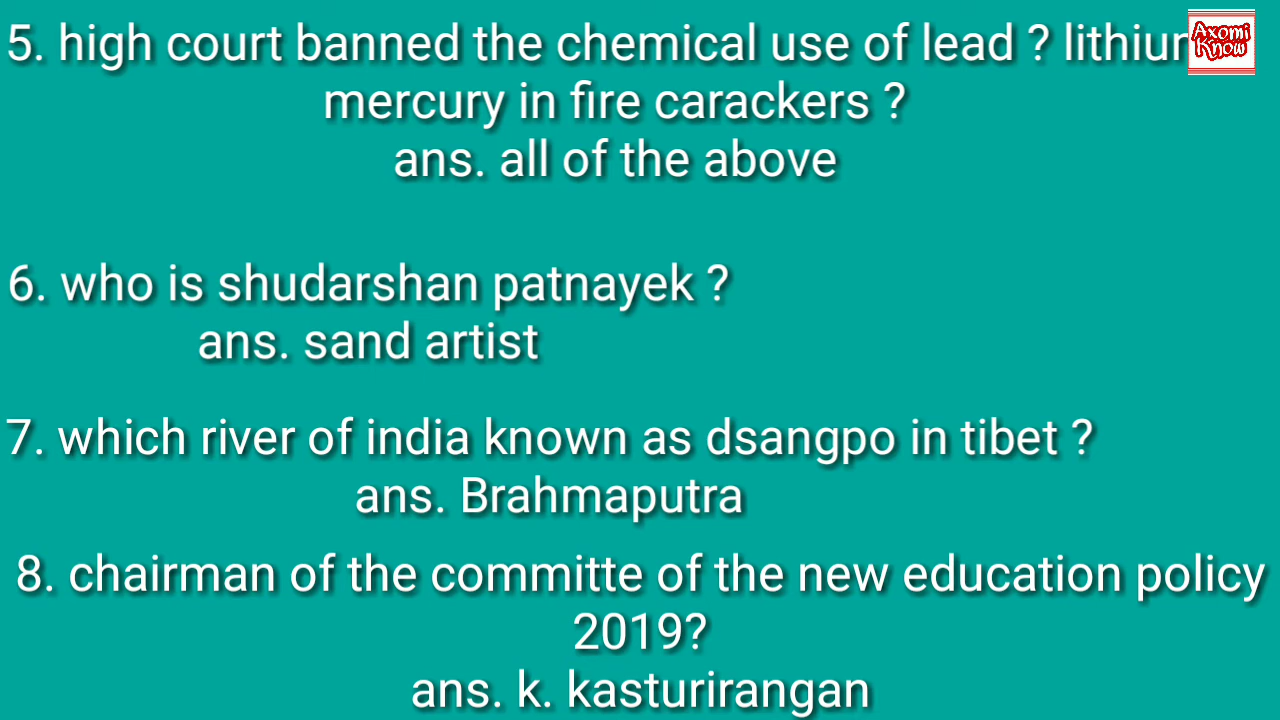 5. high court banned the chemical use of lead ? lithium
Axomi
Know
mercury in fire carackers ?
ans. all of the above
6. who is shudarshan patnayek ?
ans. sand artist
7. which river of india known as dsangpo in tibet ?
ans. Brahmaputra
8. chairman of the committe of the new education policy
2019?
ans. k. kasturirangan